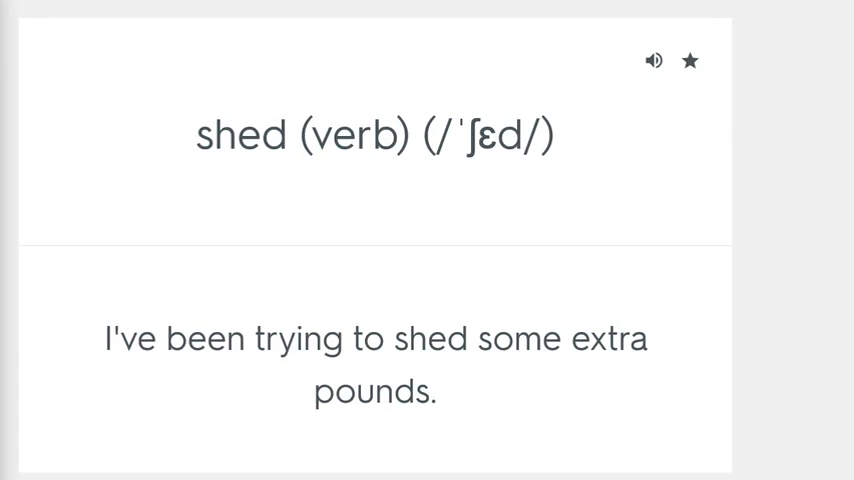 shed (verb) (/ˈʃɛd/)
I've been trying to shed some extra
pounds.